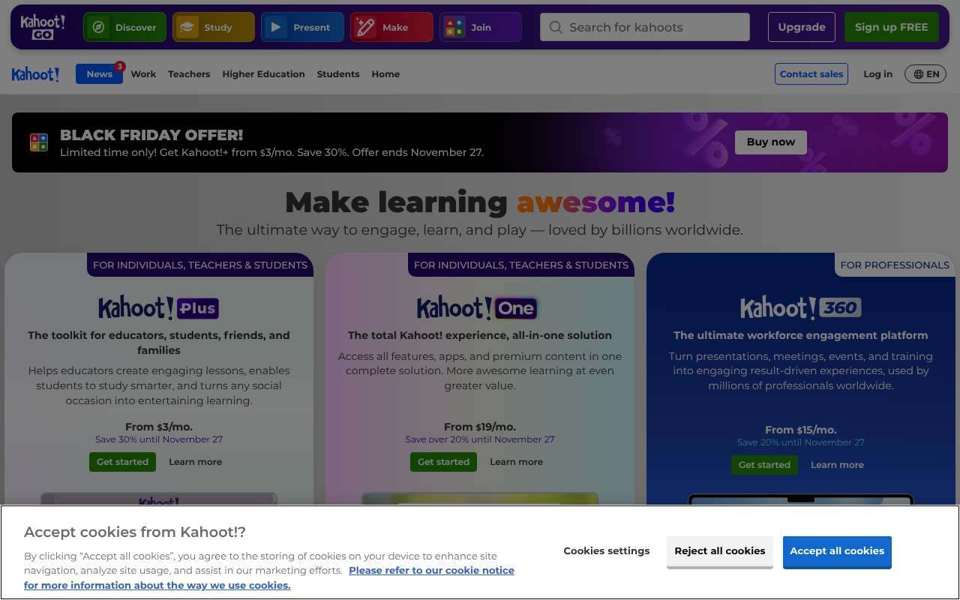 Kahoot! GO Discover Study Present Make Join Search for kahoots Upgrade Sign up FREE
Kahoot! News 3 Work Teachers Higher Education Students Home Contact sales Log in EN
BLACK FRIDAY OFFER!
Limited time only! Get Kahoot!+ from $3/mo. Save 30%. Offer ends November 27.
Buy now
Make learning awesome!
The ultimate way to engage, learn, and play — loved by billions worldwide.
FOR INDIVIDUALS, TEACHERS & STUDENTS
Kahoot! Plus
The toolkit for educators, students, friends, and
families
Helps educators create engaging lessons, enables
students to study smarter, and turns any social
occasion into entertaining learning.
From $3/mo.
Save 30% until November 27
Get started Learn more
Kahoot!
FOR INDIVIDUALS, TEACHERS & STUDENTS
Kahoot! One
The total Kahoot! experience, all-in-one solution
Access all features, apps, and premium content in one
complete solution. More awesome learning at even
greater value.
From $19/mo.
Save over 20% until November 27
Get started Learn more
FOR PROFESSIONALS
Kahoot! 360
The ultimate workforce engagement platform
Turn presentations, meetings, events, and training
into engaging result-driven experiences, used by
millions of professionals worldwide.
From $15/mo.
Save 20% until November 27
Get started Learn more
Accept cookies from Kahoot!?
By clicking “Accept all cookies”, you agree to the storing of cookies on your device to enhance site
navigation, analyze site usage, and assist in our marketing efforts. Please refer to our cookie notice
for more information about the way we use cookies.
Cookies settings Reject all cookies Accept all cookies